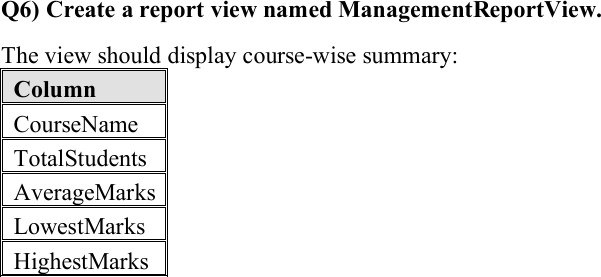 Q6) Create a report view named ManagementReportView.
The view should display course-wise summary:
Column
CourseName
TotalStudents
AverageMarks
LowestMarks
HighestMarks